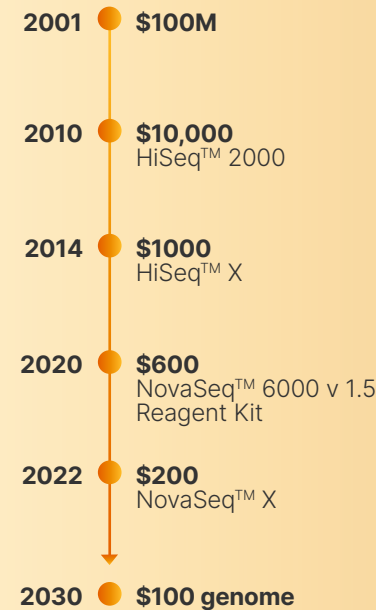 2001 $100M
2010 $10,000
HiSeq™ 2000
2014 $1000
HiSeq™ X
2020 $600
NovaSeq™ 6000 v 1.5
Reagent Kit
2022 $200
NovaSeq™ X
2030 $100 genome